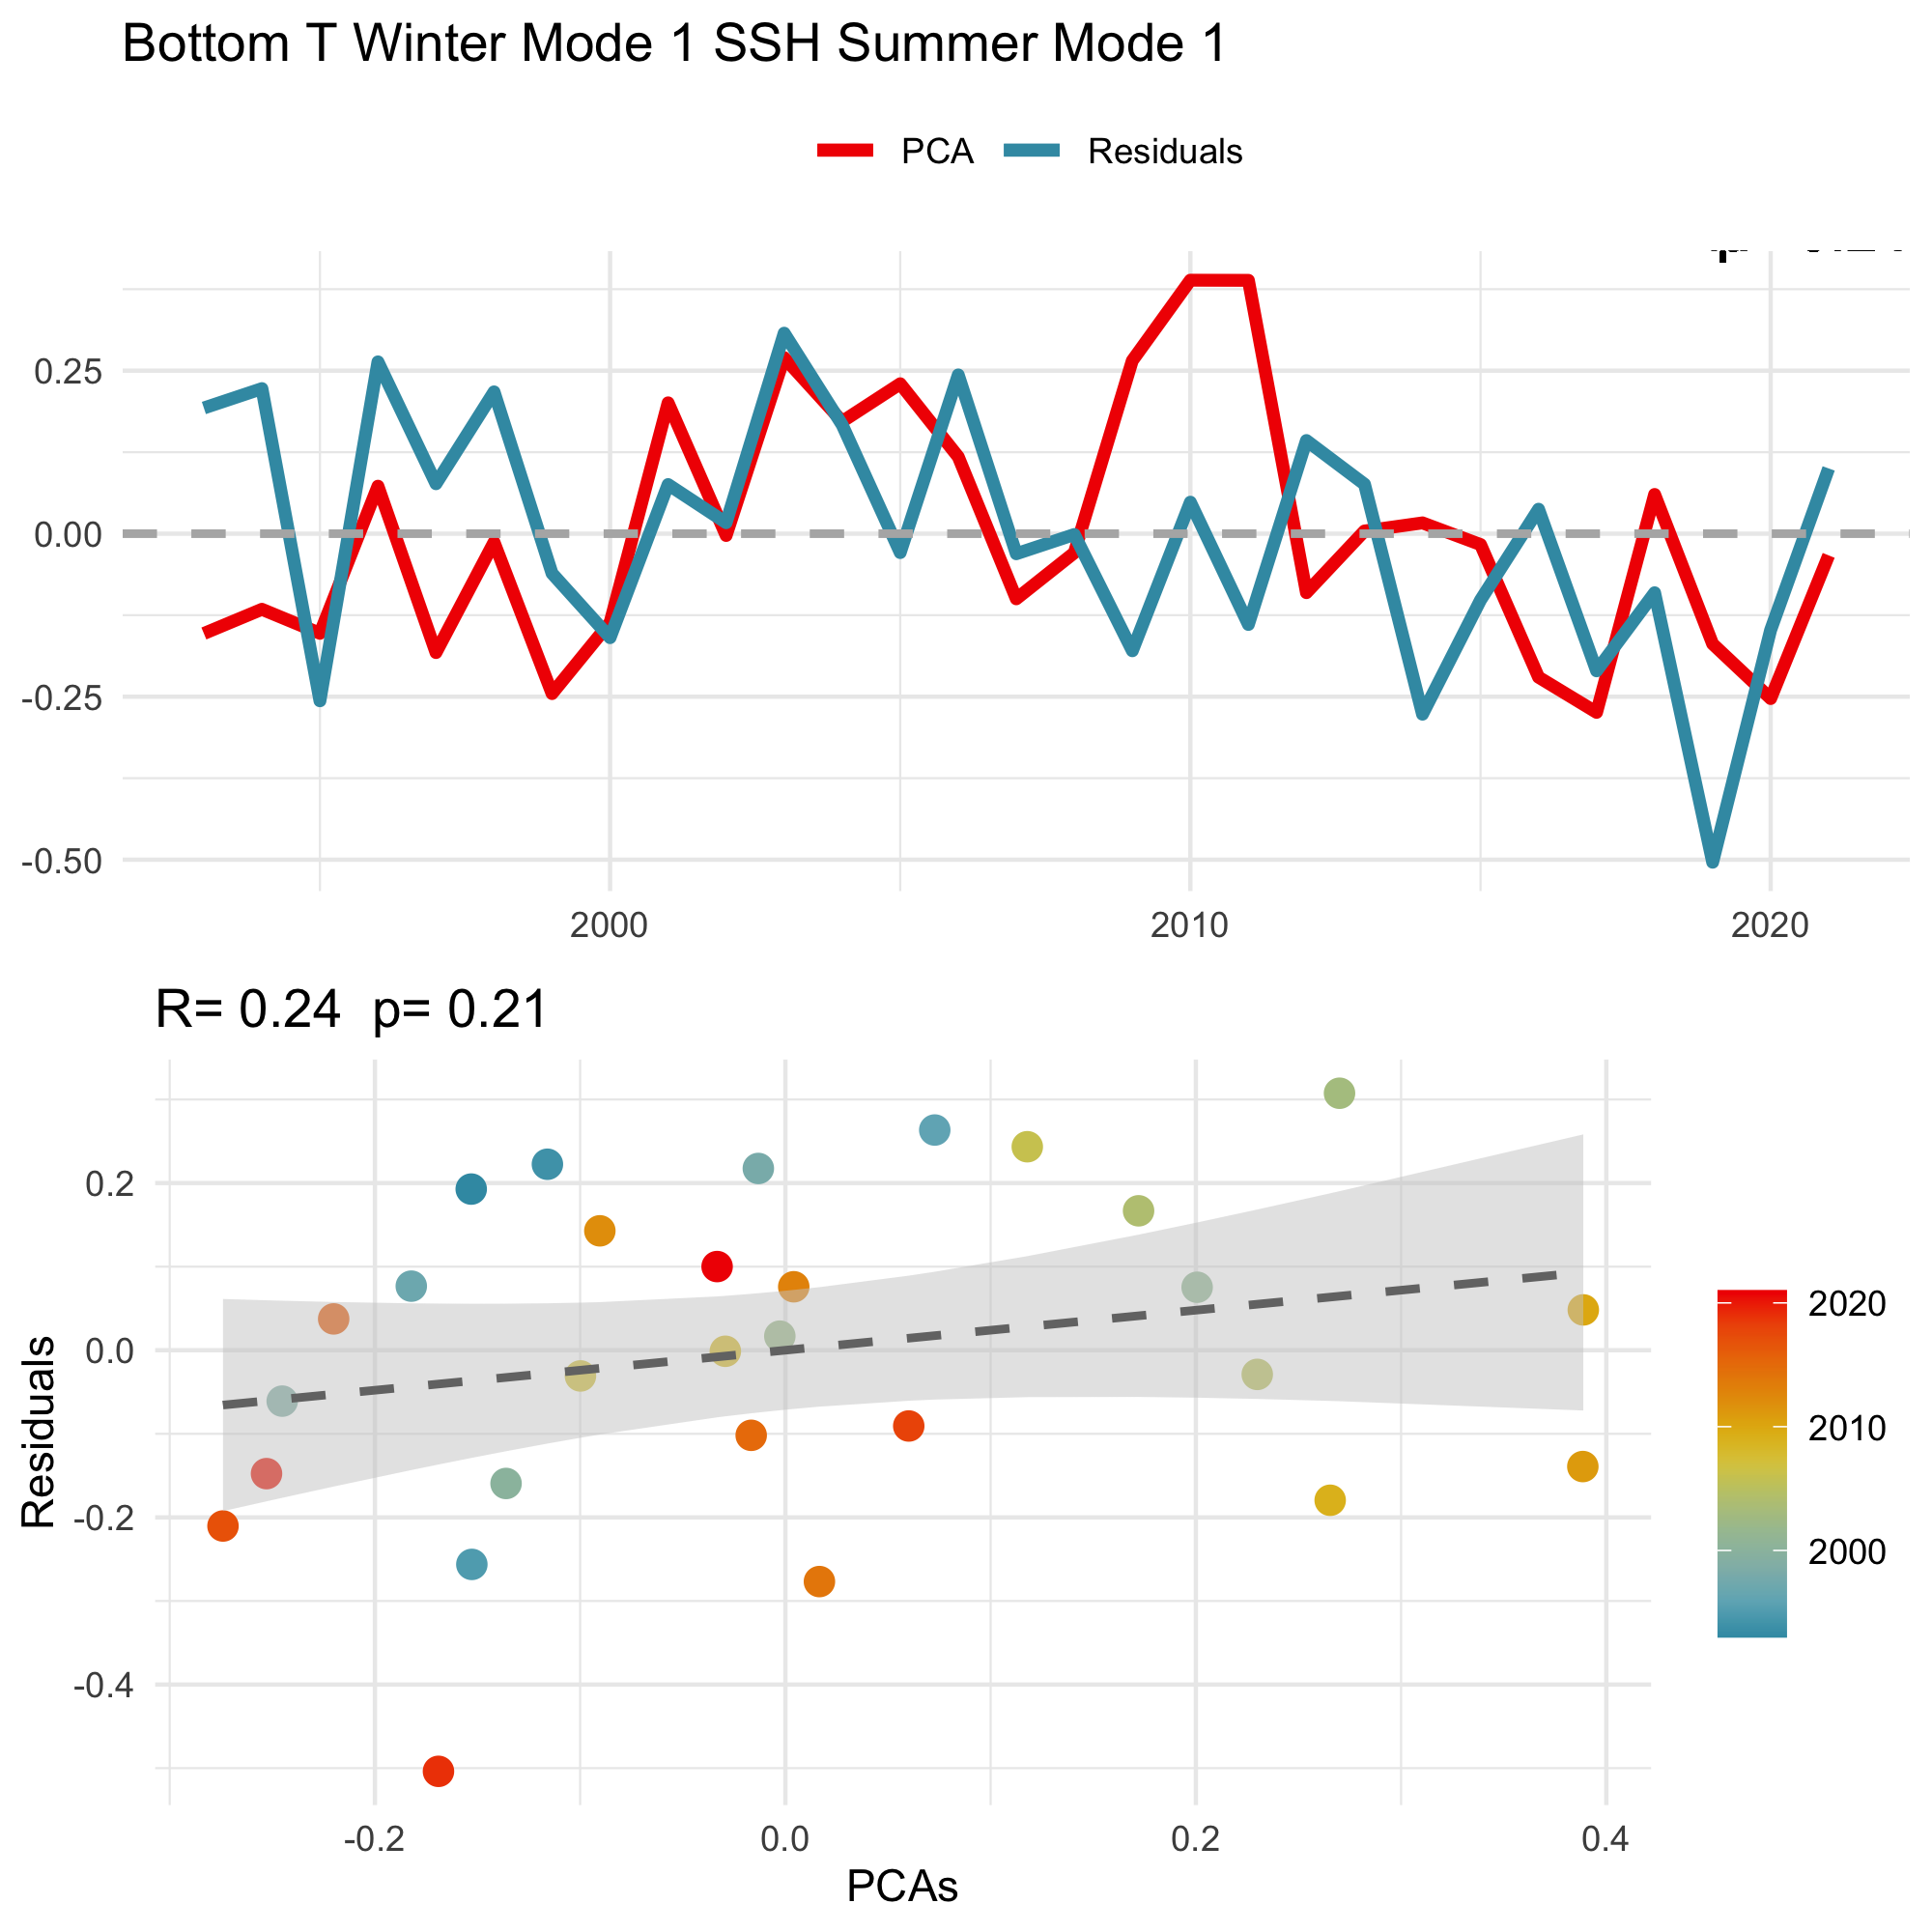 Bottom T Winter Mode 1 SSH Summer Mode 1
PCA Residuals
0.25
0.00
-0.25
-0.50
2000 2010 2020
R= 0.24 p= 0.21
Residuals
0.2
0.0
-0.2
-0.4
-0.2 0.0 0.2 0.4
PCAs
2020
2010
2000